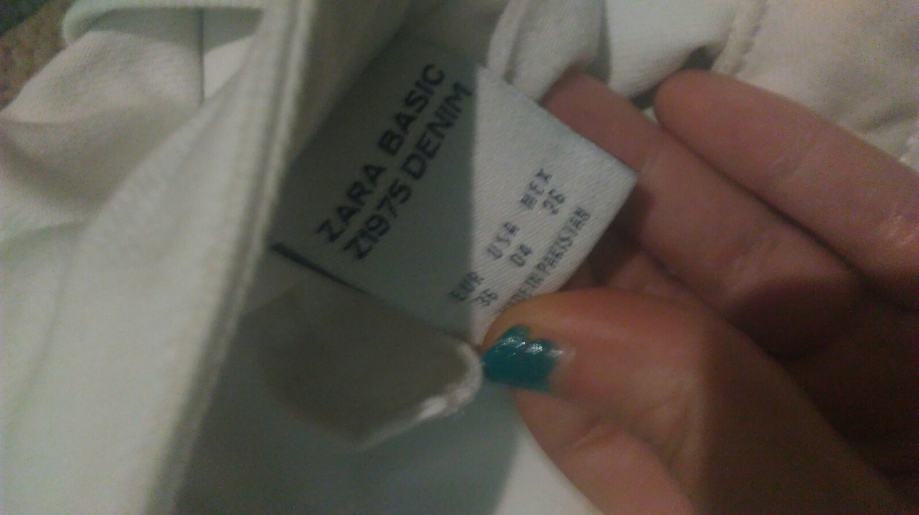 ZARA BASIC
Z1975 DENIM
EUR USA MEX
36 04 26
MADE IN PAKISTAN